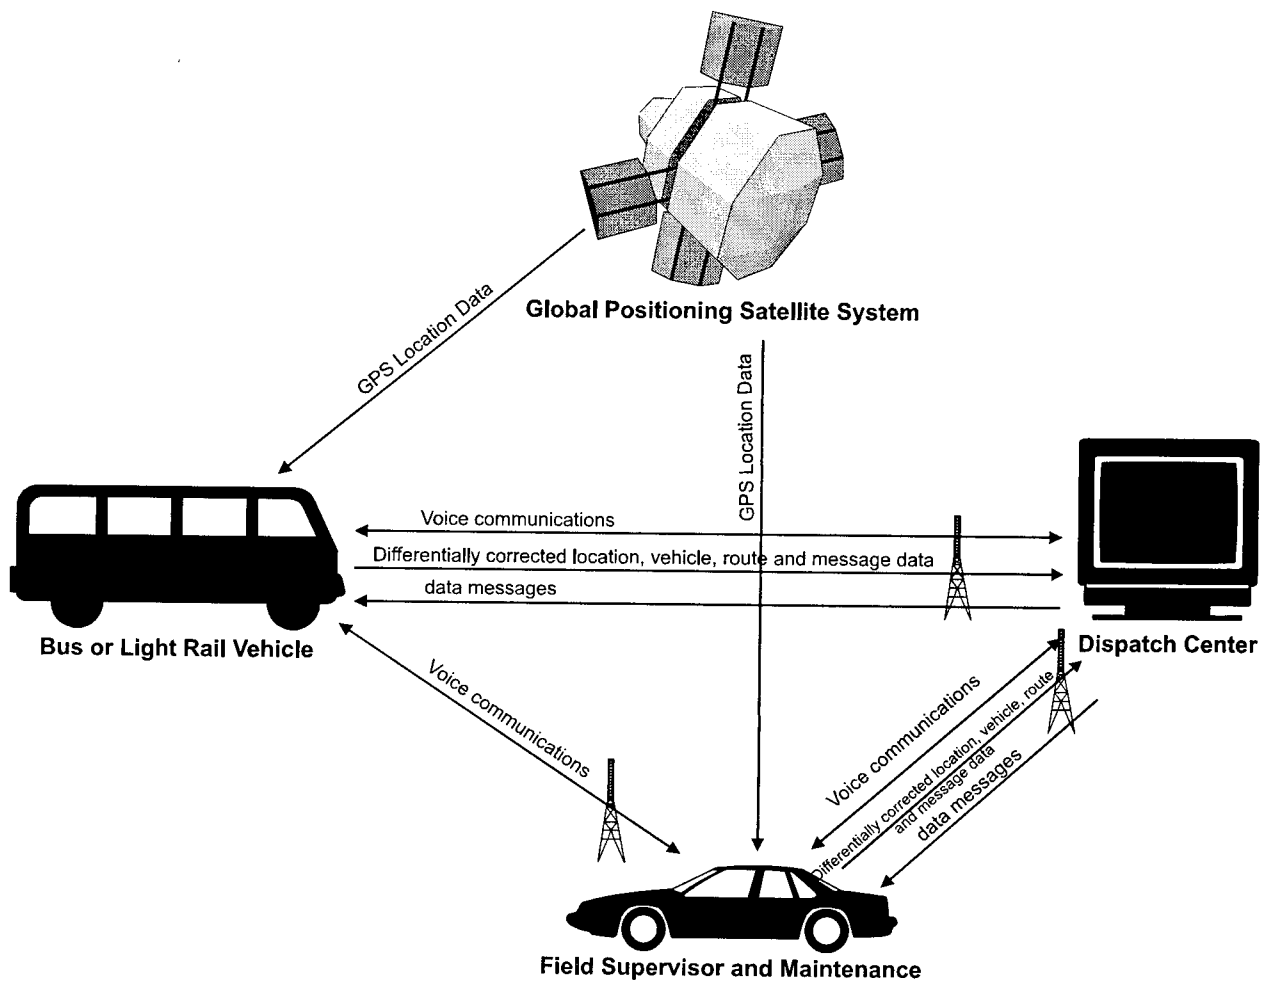 Global Positioning Satellite System
GPS Location Data
GPS Location Data
Voice communications
Differentially corrected location, vehicle, route and message data
data messages
Bus or Light Rail Vehicle
Dispatch Center
Voice communications
Voice communications
Differentially corrected location, vehicle, route
and message data
data messages
Field Supervisor and Maintenance